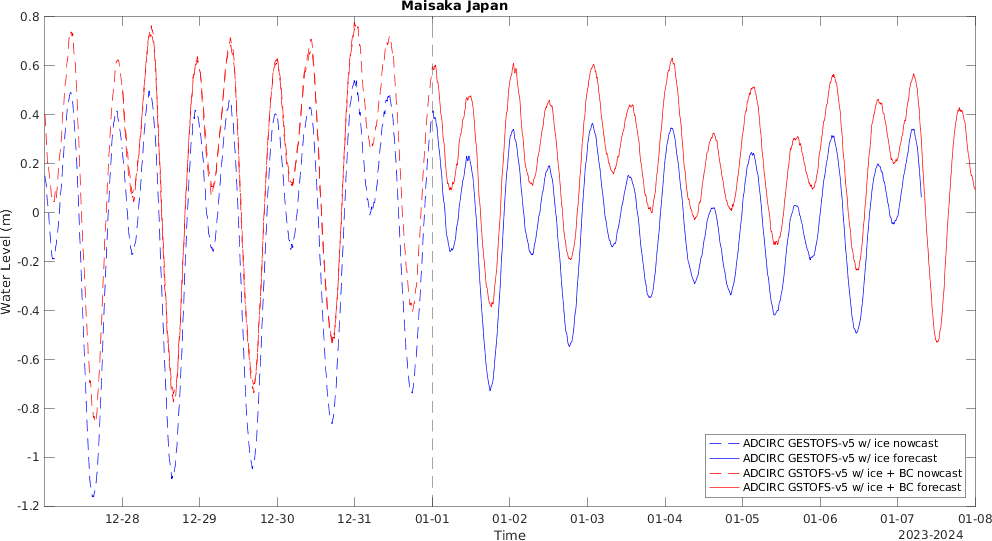 Maisaka Japan
0.8
0.6
0.4
0.2
0
-0.2
-0.4
-0.6
-0.8
-1
-1.2
Water Level (m)
12-28 12-29 12-30 12-31 01-01 01-02 01-03 01-04 01-05 01-06 01-07 01-08
Time
2023-2024
ADCIRC GESTOFS-v5 w/ ice nowcast
ADCIRC GESTOFS-v5 w/ ice forecast
ADCIRC GSTOFS-v5 w/ ice + BC nowcast
ADCIRC GSTOFS-v5 w/ ice + BC forecast